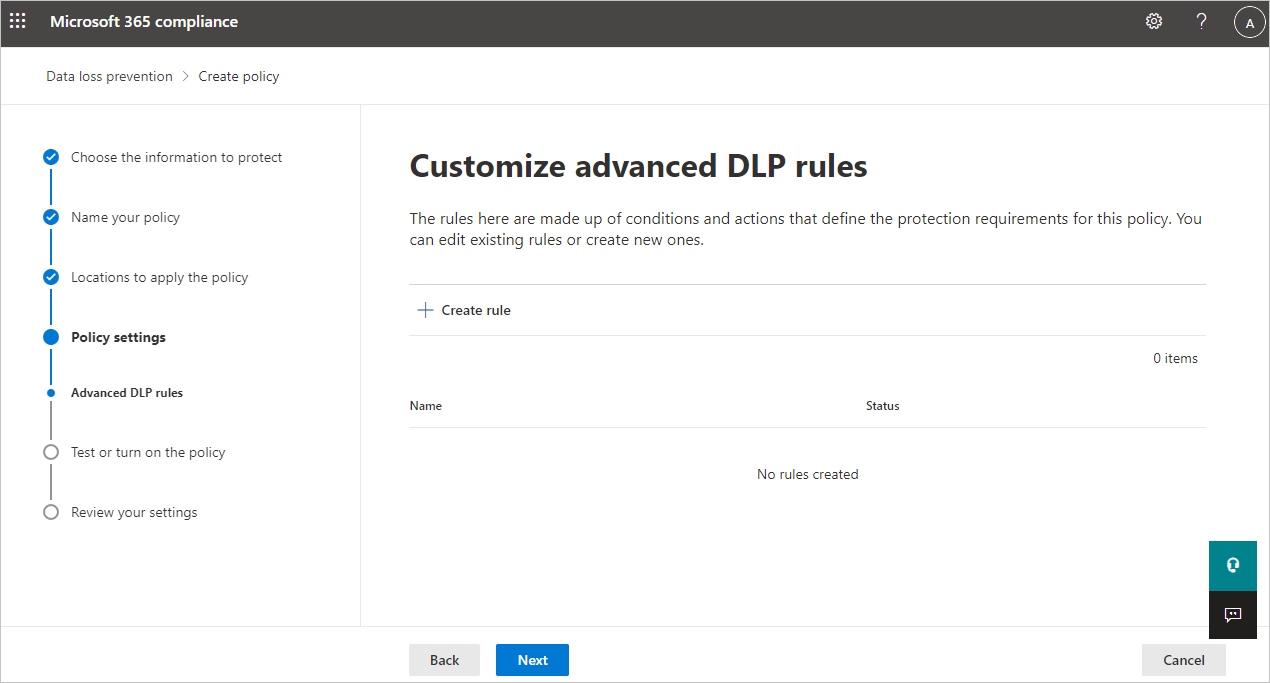 Microsoft 365 compliance
?
A
Data loss prevention > Create policy
Choose the information to protect
Name your policy
Locations to apply the policy
Policy settings
Advanced DLP rules
Test or turn on the policy
Review your settings
Customize advanced DLP rules
The rules here are made up of conditions and actions that define the protection requirements for this policy. You
can edit existing rules or create new ones.
+ Create rule
0 items
Name Status
No rules created
Back Next Cancel